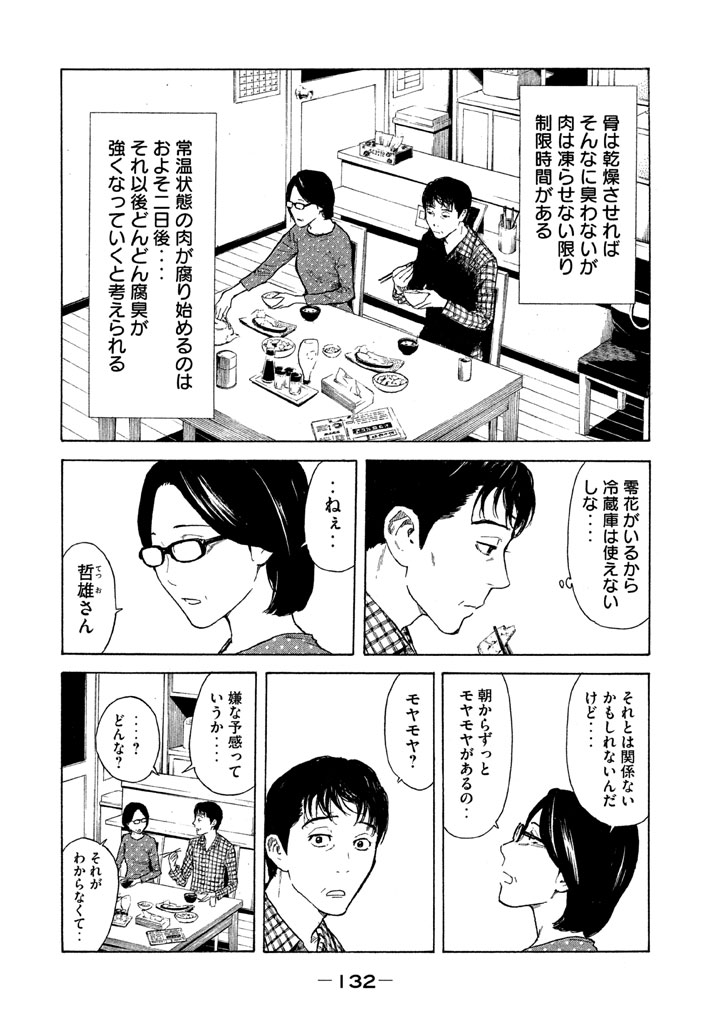 骨は乾燥させれば
そんなに臭わないが
肉は凍らせない限り
制限時間がある
常温状態の肉が腐り始めるのは
およそ二日後‥‥
それ以後どんどん腐臭が
強くなっていくと考えられる
零花がいるから
冷蔵庫は使えない
しな‥‥
‥ねぇ‥
哲雄さん
てつお
それとは関係ない
かもしれないんだ
けど‥‥
朝からずっと
モヤモヤがあるの‥
モヤモヤ?
嫌な予感って
いうか‥‥
‥‥?
どんな?
それが
わからなくて‥
―132―